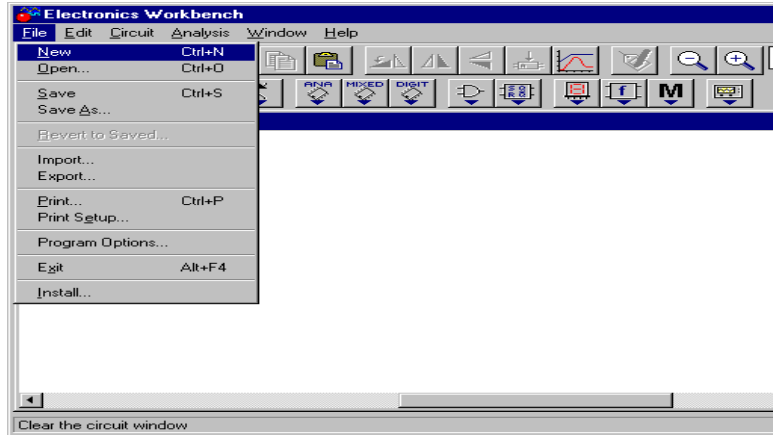 Electronics Workbench
File Edit Circuit Analysis Window Help
New Ctrl+N
Open... Ctrl+O
Save Ctrl+S
Save As...
Revert to Saved...
Import...
Export...
Print... Ctrl+P
Print Setup...
Program Options...
Exit Alt+F4
Install...
ANA MIXED DIGIT
f M
Clear the circuit window